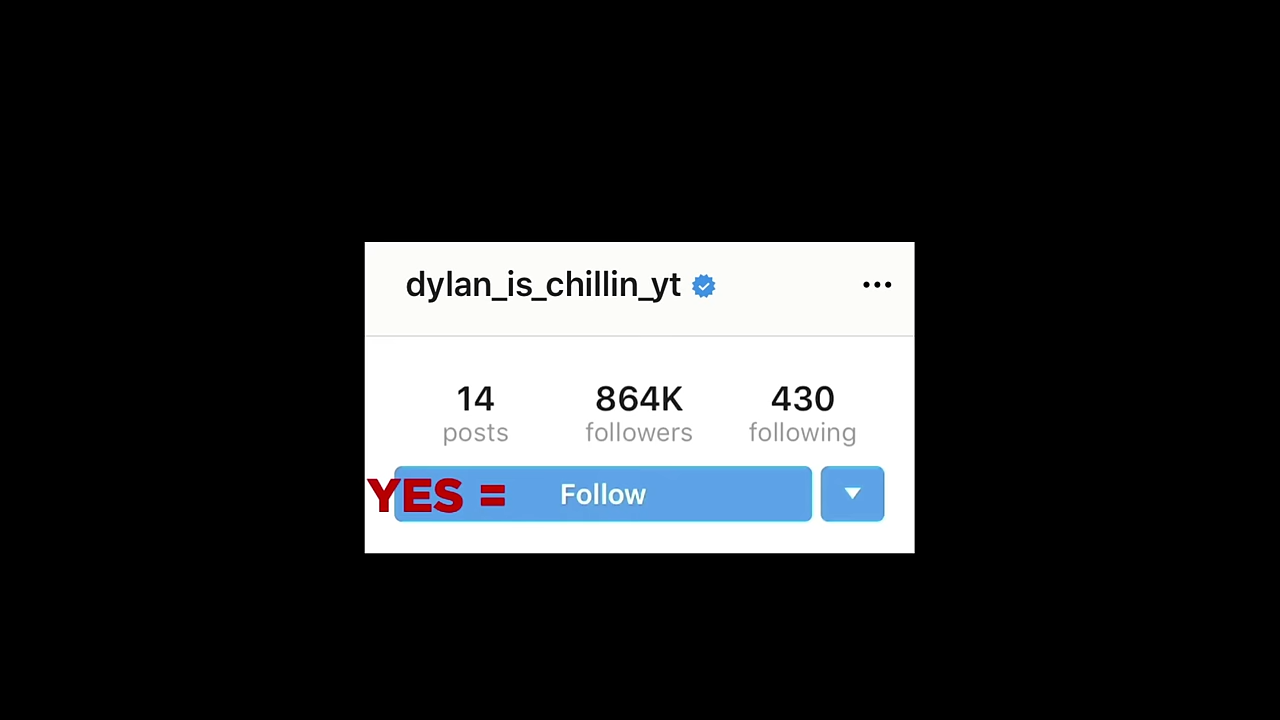 dylan_is_chillin_yt
14 864K 430
posts followers following
YES = Follow